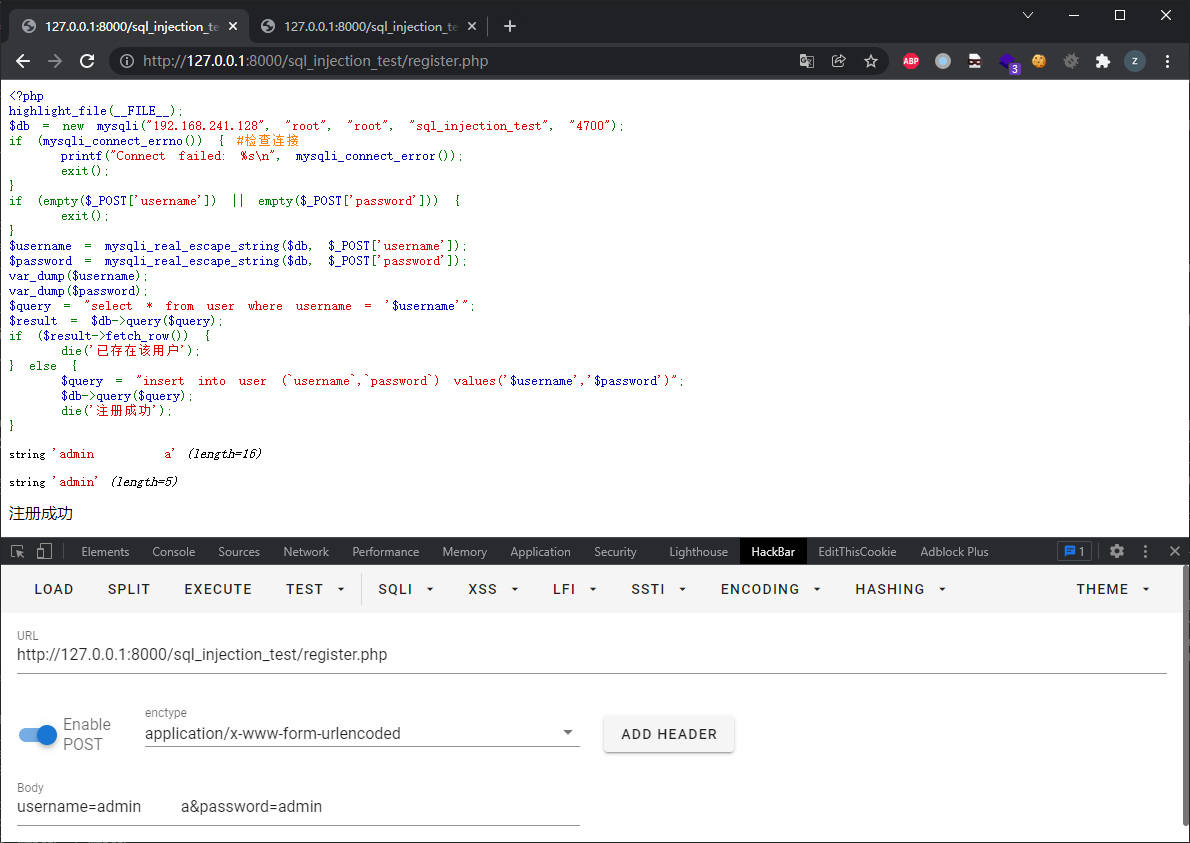 127.0.0.1:8000/sql_injection_te
127.0.0.1:8000/sql_injection_te
http://127.0.0.1:8000/sql_injection_test/register.php
ABP
3
Z
<?php
highlight_file(__FILE__);
$db = new mysqli("192.168.241.128", "root", "root", "sql_injection_test", "4700");
if (mysqli_connect_errno()) { #检查连接
printf("Connect failed: %s\n", mysqli_connect_error());
exit();
}
if (empty($_POST['username']) || empty($_POST['password'])) {
exit();
}
$username = mysqli_real_escape_string($db, $_POST['username']);
$password = mysqli_real_escape_string($db, $_POST['password']);
var_dump($username);
var_dump($password);
$query = "select * from user where username = '$username'";
$result = $db->query($query);
if ($result->fetch_row()) {
die('已存在该用户');
} else {
$query = "insert into user (`username`,`password`) values('$username','$password')";
$db->query($query);
die('注册成功');
}
string 'admin          a' (length=16)
string 'admin' (length=5)
注册成功
Elements Console Sources Network Performance Memory Application Security Lighthouse HackBar EditThisCookie Adblock Plus 1
LOAD SPLIT EXECUTE TEST SQLI XSS LFI SSTI ENCODING HASHING THEME
URL
http://127.0.0.1:8000/sql_injection_test/register.php
Enable POST
enctype
application/x-www-form-urlencoded
ADD HEADER
Body
username=admin          a&password=admin